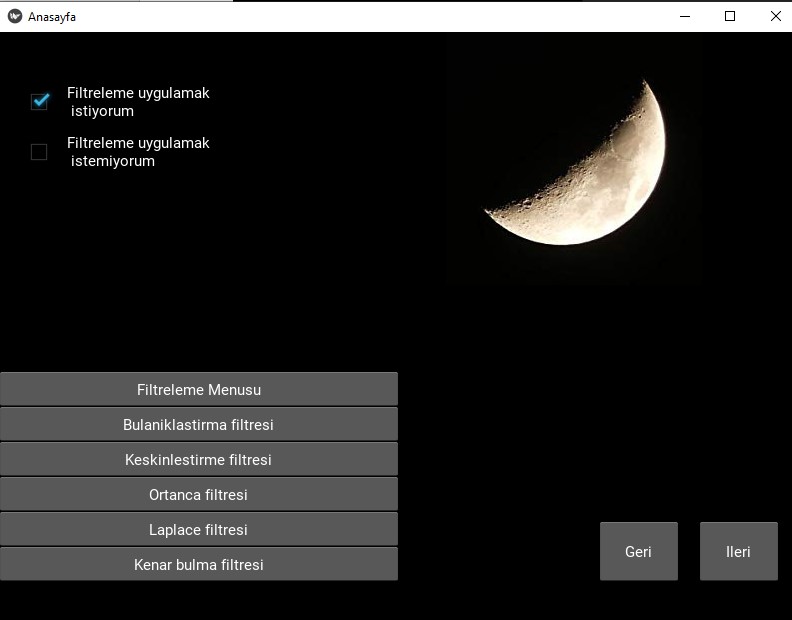 Anasayfa
Filtreleme uygulamak
istiyorum
Filtreleme uygulamak
istemiyorum
Filtreleme Menusu
Bulaniklastirma filtresi
Keskinlestirme filtresi
Ortanca filtresi
Laplace filtresi
Kenar bulma filtresi
Geri
Ileri